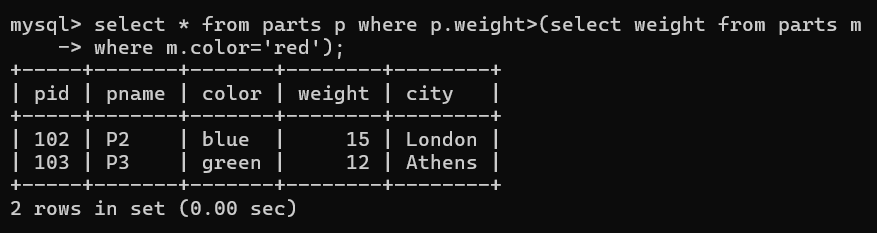 mysql> select * from parts p where p.weight>(select weight from parts m
    -> where m.color='red');
+-----+-------+-------+--------+--------+
| pid | pname | color | weight | city   |
+-----+-------+-------+--------+--------+
| 102 | P2    | blue  |     15 | London |
| 103 | P3    | green |     12 | Athens |
+-----+-------+-------+--------+--------+
2 rows in set (0.00 sec)